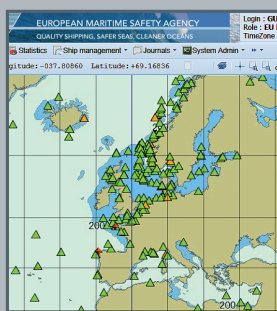 EUROPEAN MARITIME SAFETY AGENCY
Login : GU
Role : EU
QUALITY SHIPPING, SAFER SEAS, CLEANER OCEANS
TimeZone
Statistics Ship management Journals System Admin
gitude:-037.80860 Latitude:+69.16836
200
200